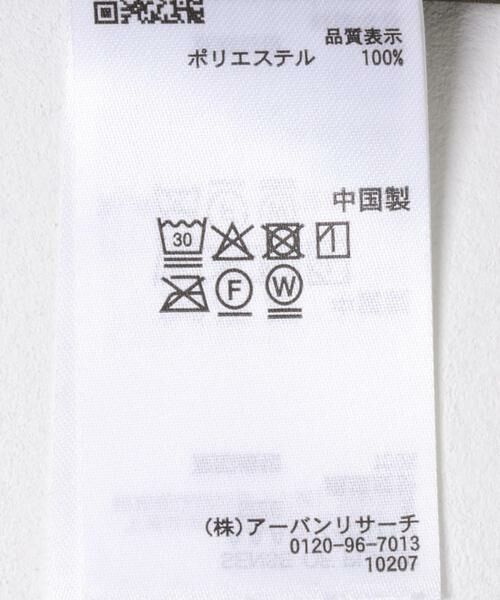 品質表示
ポリエステル 100%
中国製
30
F W
(株)アーバンリサーチ
0120-96-7013
10207